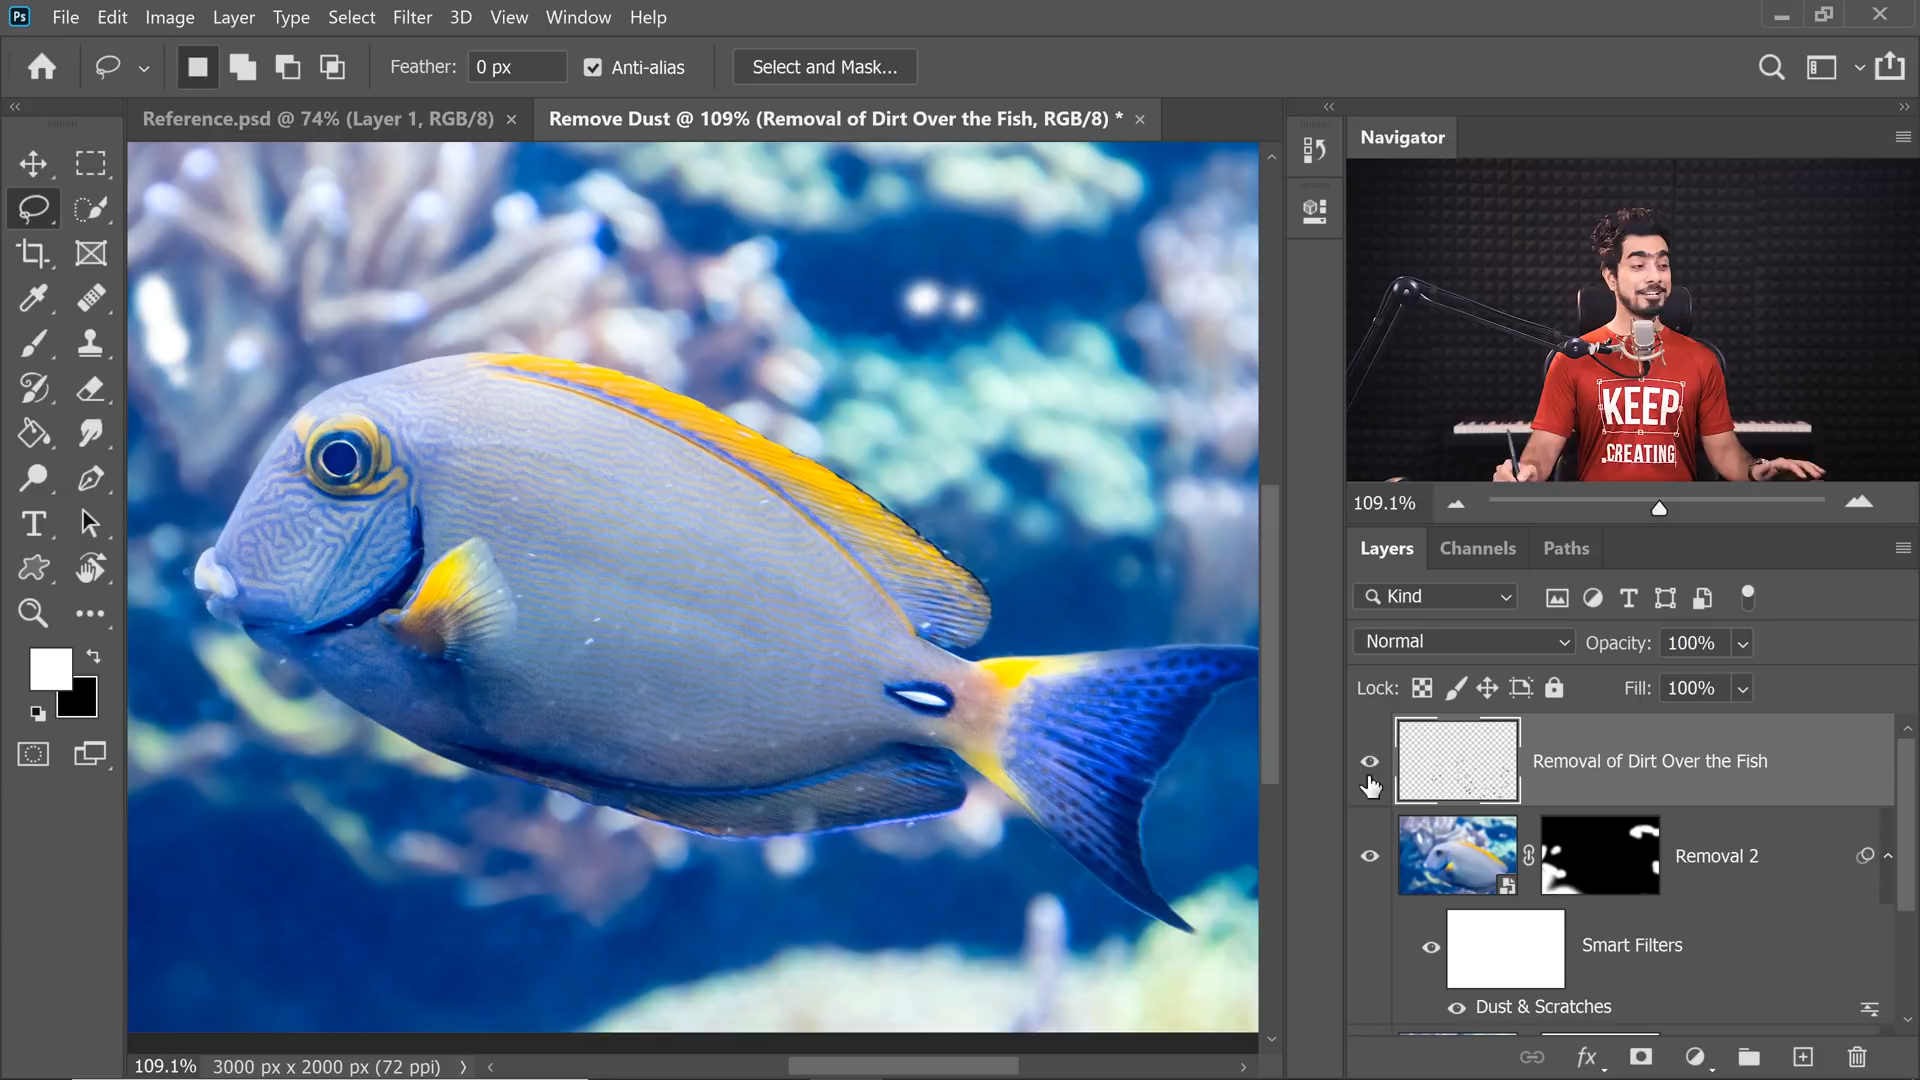 Ps File Edit Image Layer Type Select Filter 3D View Window Help
Feather: 0 px Anti-alias Select and Mask...
Reference.psd @ 74% (Layer 1, RGB/8) × Remove Dust @ 109% (Removal of Dirt Over the Fish, RGB/8) * ×
Navigator
KEEP
.CREATING
109.1%
Layers Channels Paths
Kind
Normal Opacity: 100%
Lock: Fill: 100%
Removal of Dirt Over the Fish
Removal 2
Smart Filters
Dust & Scratches
fx
109.1% 3000 px x 2000 px (72 ppi)